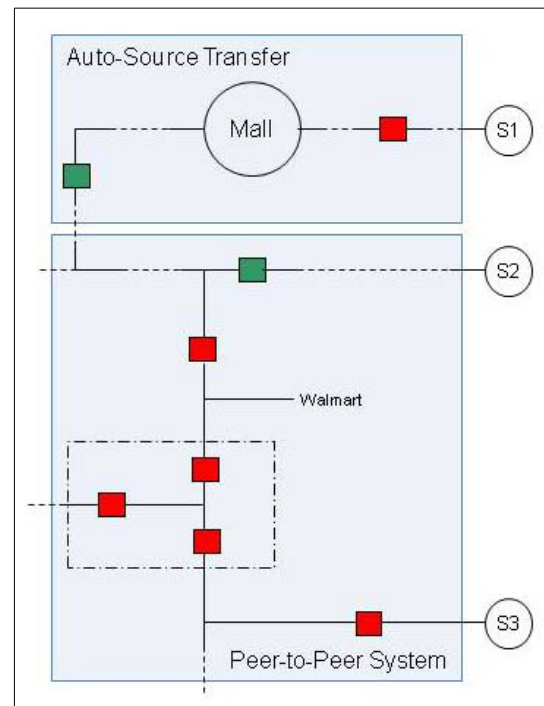 Auto-Source Transfer
Mall
S1
S2
Walmart
S3
Peer-to-Peer System